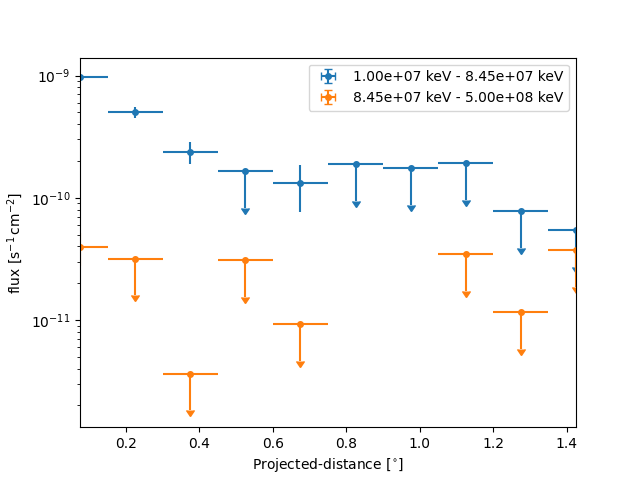 1.00e+07 keV - 8.45e+07 keV
8.45e+07 keV - 5.00e+08 keV
flux [s⁻¹ cm⁻²]
10⁻⁹
10⁻¹⁰
10⁻¹¹
0.2 0.4 0.6 0.8 1.0 1.2 1.4
Projected-distance [°]